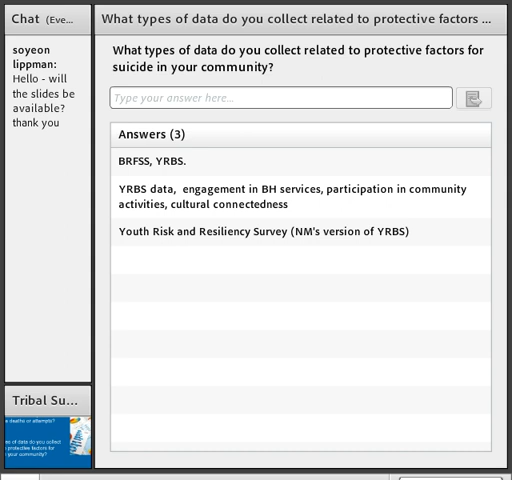 Chat (Eve...
soyeon
lippman:
Hello - will
the slides be
available?
thank you
Tribal Su...
e deaths or attempts?
es of data do you collect
protective factors for
your community?
What types of data do you collect related to protective factors ...
What types of data do you collect related to protective factors for
suicide in your community?
Type your answer here...
Answers (3)
BRFSS, YRBS.
YRBS data, engagement in BH services, participation in community
activities, cultural connectedness
Youth Risk and Resiliency Survey (NM's version of YRBS)